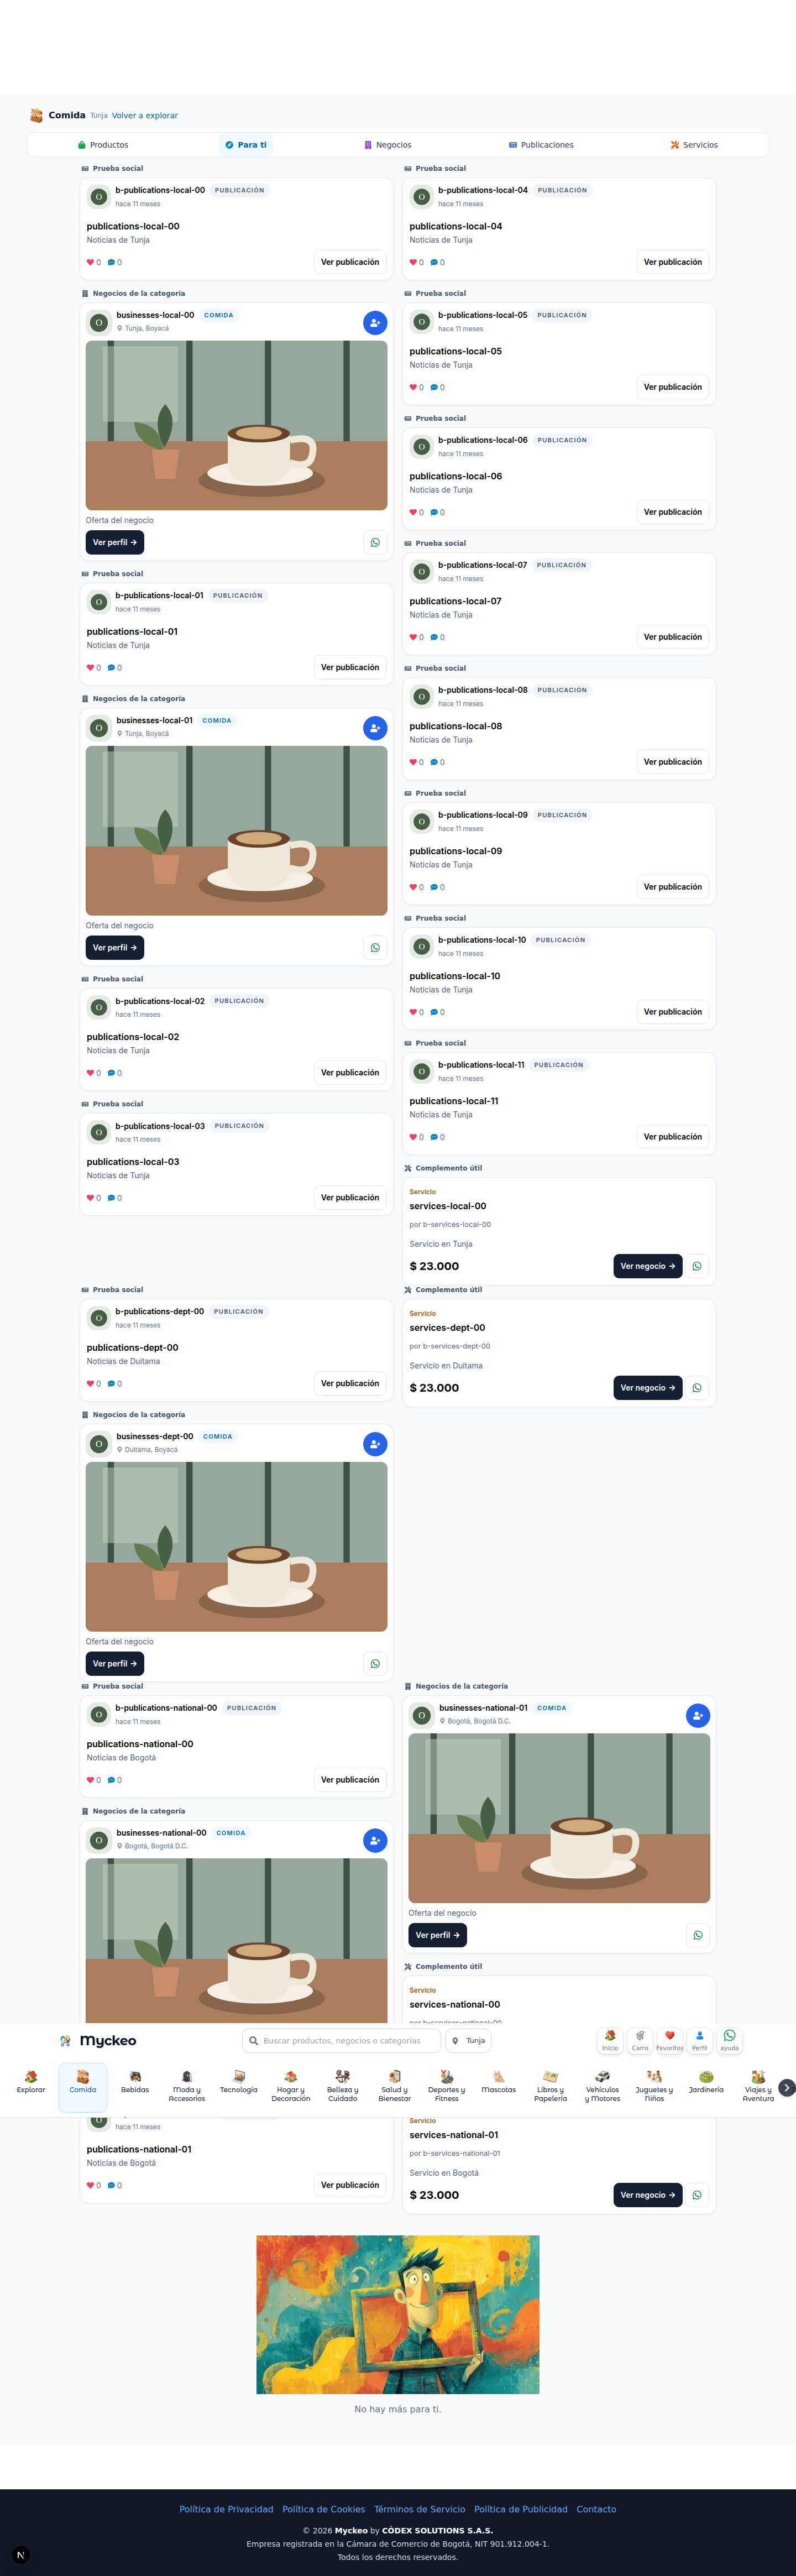 Comida Tunja Volver a explorar
Productos
Para ti
Negocios
Publicaciones
Servicios
Prueba social
b-publications-local-00 PUBLICACIÓN
hace 11 meses
publications-local-00
Noticias de Tunja
0 0 Ver publicación
Negocios de la categoría
businesses-local-00 COMIDA
Tunja, Boyacá
Oferta del negocio
Ver perfil →
Prueba social
b-publications-local-01 PUBLICACIÓN
hace 11 meses
publications-local-01
Noticias de Tunja
0 0 Ver publicación
Negocios de la categoría
businesses-local-01 COMIDA
Tunja, Boyacá
Oferta del negocio
Ver perfil →
Prueba social
b-publications-local-02 PUBLICACIÓN
hace 11 meses
publications-local-02
Noticias de Tunja
0 0 Ver publicación
Prueba social
b-publications-local-03 PUBLICACIÓN
hace 11 meses
publications-local-03
Noticias de Tunja
0 0 Ver publicación
Prueba social
b-publications-local-04 PUBLICACIÓN
hace 11 meses
publications-local-04
Noticias de Tunja
0 0 Ver publicación
Prueba social
b-publications-local-05 PUBLICACIÓN
hace 11 meses
publications-local-05
Noticias de Tunja
0 0 Ver publicación
Prueba social
b-publications-local-06 PUBLICACIÓN
hace 11 meses
publications-local-06
Noticias de Tunja
0 0 Ver publicación
Prueba social
b-publications-local-07 PUBLICACIÓN
hace 11 meses
publications-local-07
Noticias de Tunja
0 0 Ver publicación
Prueba social
b-publications-local-08 PUBLICACIÓN
hace 11 meses
publications-local-08
Noticias de Tunja
0 0 Ver publicación
Prueba social
b-publications-local-09 PUBLICACIÓN
hace 11 meses
publications-local-09
Noticias de Tunja
0 0 Ver publicación
Prueba social
b-publications-local-10 PUBLICACIÓN
hace 11 meses
publications-local-10
Noticias de Tunja
0 0 Ver publicación
Prueba social
b-publications-local-11 PUBLICACIÓN
hace 11 meses
publications-local-11
Noticias de Tunja
0 0 Ver publicación
Complemento útil
Servicio
services-local-00
por b-services-local-00
Servicio en Tunja
$ 23.000 Ver negocio →
Prueba social
b-publications-dept-00 PUBLICACIÓN
hace 11 meses
publications-dept-00
Noticias de Duitama
0 0 Ver publicación
Negocios de la categoría
businesses-dept-00 COMIDA
Duitama, Boyacá
Oferta del negocio
Ver perfil →
Complemento útil
Servicio
services-dept-00
por b-services-dept-00
Servicio en Duitama
$ 23.000 Ver negocio →
Prueba social
b-publications-national-00 PUBLICACIÓN
hace 11 meses
publications-national-00
Noticias de Bogotá
0 0 Ver publicación
Negocios de la categoría
businesses-national-00 COMIDA
Bogotá, Bogotá D.C.
Negocios de la categoría
businesses-national-01 COMIDA
Bogotá, Bogotá D.C.
Oferta del negocio
Ver perfil →
Complemento útil
Servicio
services-national-00
Myckeo
Buscar productos, negocios o categorías
Tunja
Inicio
Carro
Favoritos
Perfil
ayuda
Explorar
Comida
Bebidas
Moda y
Accesorios
Tecnología
Hogar y
Decoración
Belleza y
Cuidado
Salud y
Bienestar
Deportes y
Fitness
Mascotas
Libros y
Papelería
Vehículos
y Motores
Juguetes y
Niños
Jardinería
Viajes y
Aventura
hace 11 meses
publications-national-01
Noticias de Bogotá
0 0 Ver publicación
Servicio
services-national-01
por b-services-national-01
Servicio en Bogotá
$ 23.000 Ver negocio →
No hay más para ti.
Política de Privacidad Política de Cookies Términos de Servicio Política de Publicidad Contacto
© 2026 Myckeo by CÓDEX SOLUTIONS S.A.S.
Empresa registrada en la Cámara de Comercio de Bogotá, NIT 901.912.004-1.
Todos los derechos reservados.